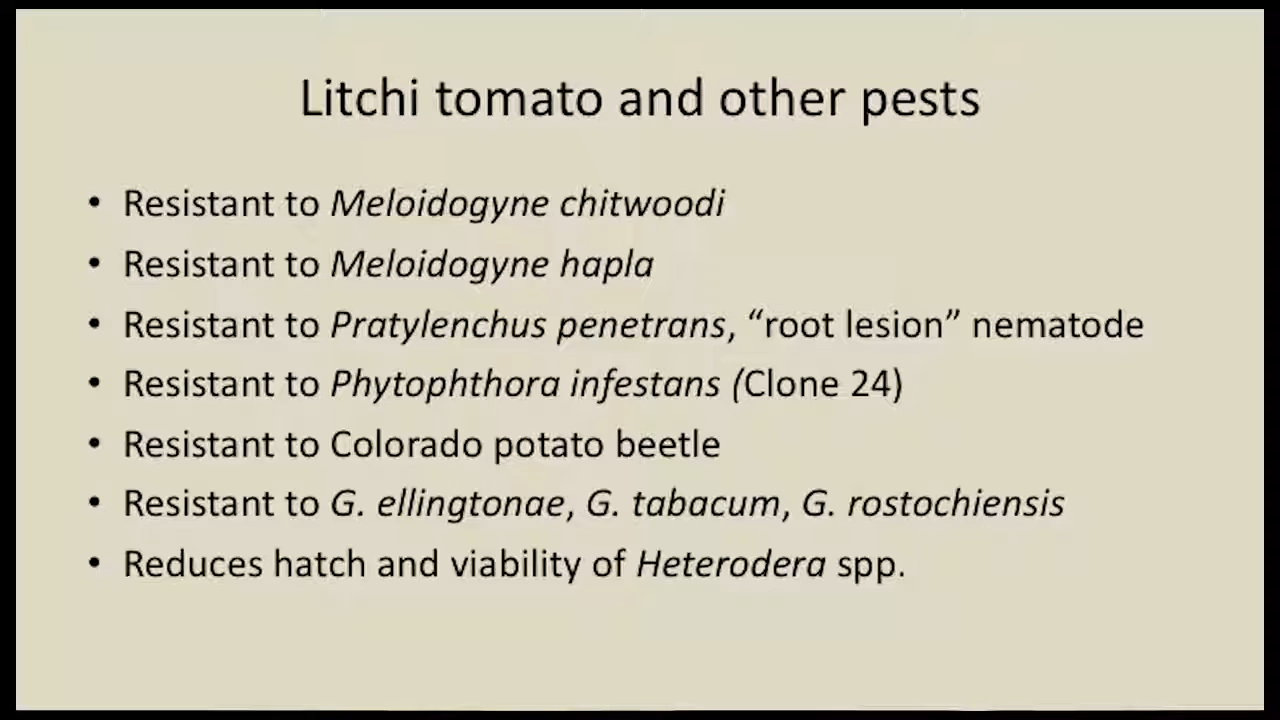 Litchi tomato and other pests
• Resistant to Meloidogyne chitwoodi
• Resistant to Meloidogyne hapla
• Resistant to Pratylenchus penetrans, “root lesion” nematode
• Resistant to Phytophthora infestans (Clone 24)
• Resistant to Colorado potato beetle
• Resistant to G. ellingtonae, G. tabacum, G. rostochiensis
• Reduces hatch and viability of Heterodera spp.